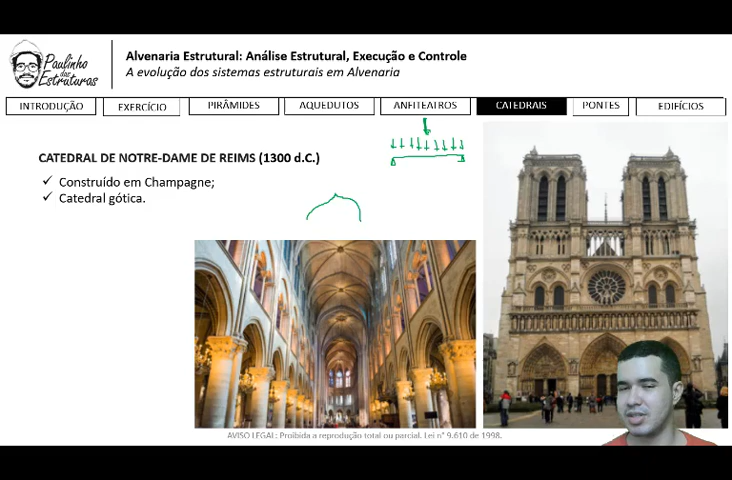 Paulinho
das
Estruturas
Alvenaria Estrutural: Análise Estrutural, Execução e Controle
A evolução dos sistemas estruturais em Alvenaria
INTRODUÇÃO
EXERCÍCIO
PIRÂMIDES
AQUEDUTOS
ANFITEATROS
CATEDRAIS
PONTES
EDIFÍCIOS
CATEDRAL DE NOTRE-DAME DE REIMS (1300 d.C.)
✓ Construído em Champagne;
✓ Catedral gótica.
AVISO LEGAL: Proibida a reprodução total ou parcial. Lei n° 9.610 de 1998.